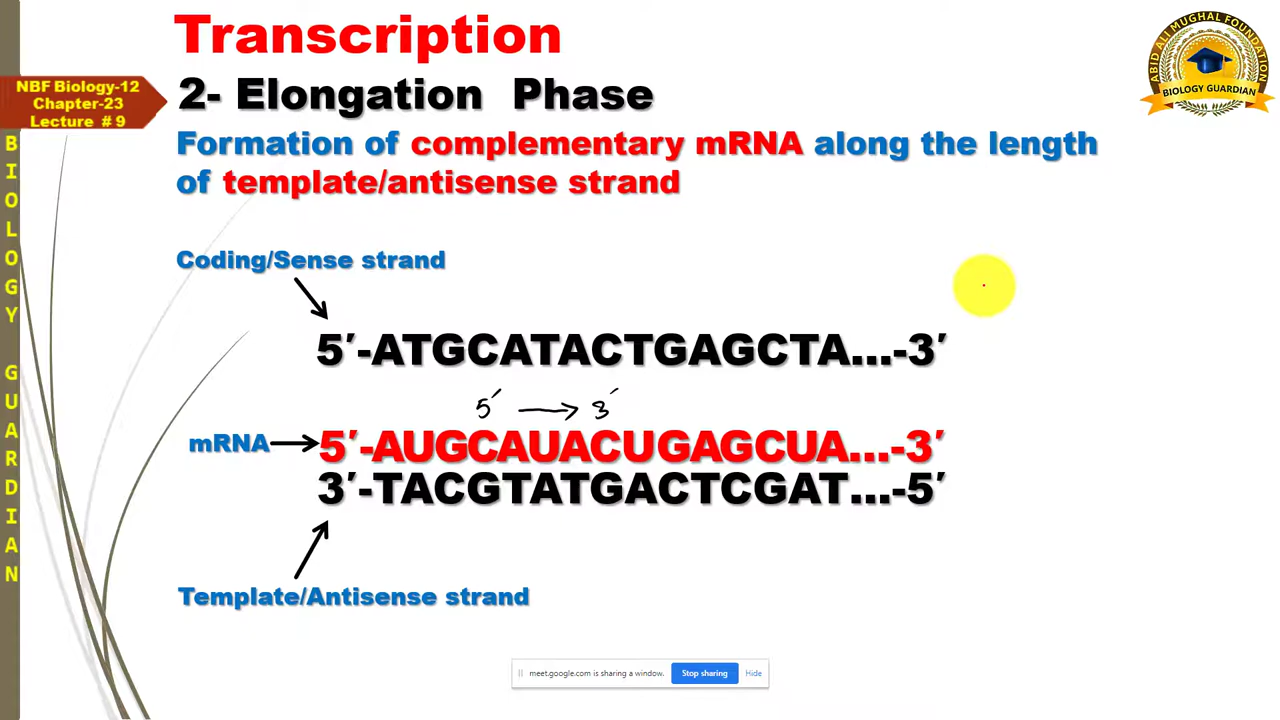 Transcription
2- Elongation Phase
NBF Biology-12
Chapter-23
Lecture # 9
Formation of complementary mRNA along the length
of template/antisense strand
BIOLOGY GUARDIAN
ABID ALI MUGHAL FOUNDATION
BIOLOGY GUARDIAN
Coding/Sense strand
5′-ATGCATACTGAGCTA...-3′
5′ → 3′
mRNA
5′-AUGCAUACUGAGCUA...-3′
3′-TACGTATGACTCGAT...-5′
Template/Antisense strand
meet.google.com is sharing a window.
Stop sharing
Hide